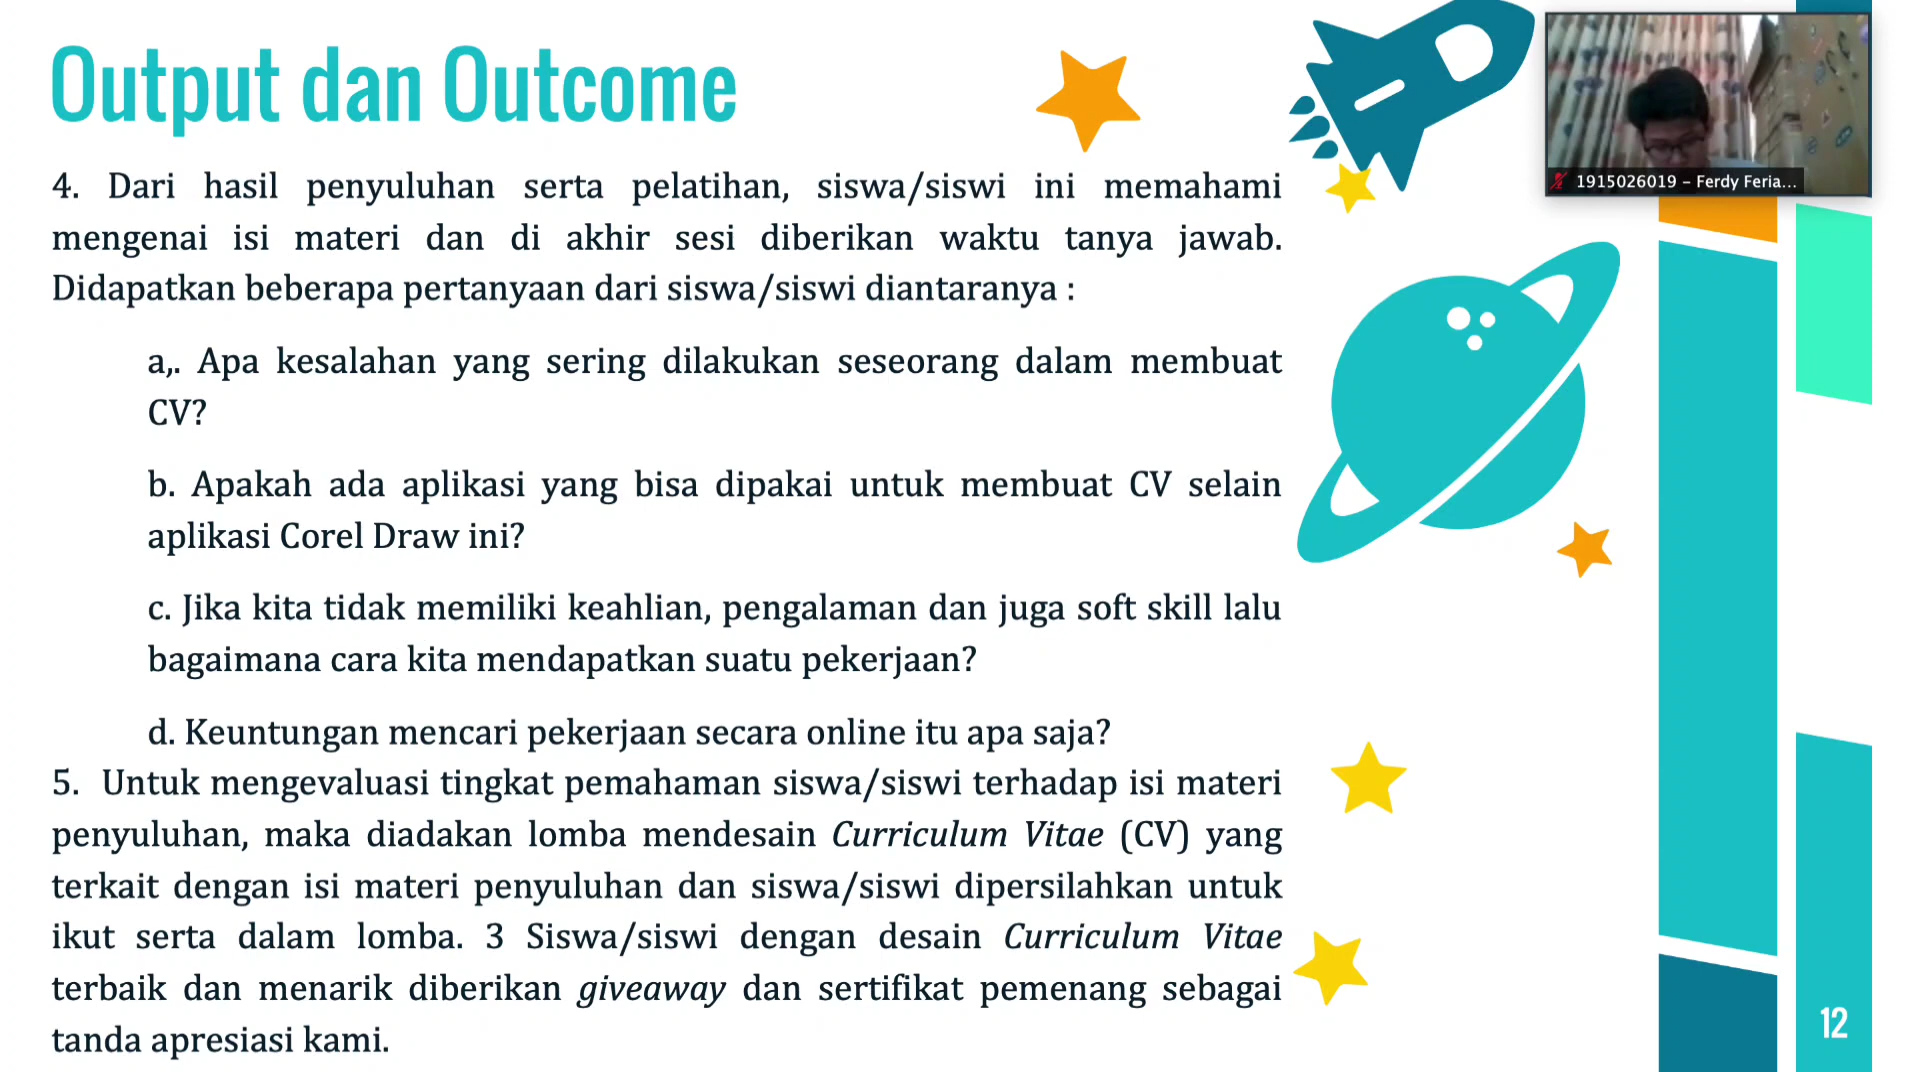 Output dan Outcome
1915026019 – Ferdy Feria...
4. Dari hasil penyuluhan serta pelatihan, siswa/siswi ini memahami
mengenai isi materi dan di akhir sesi diberikan waktu tanya jawab.
Didapatkan beberapa pertanyaan dari siswa/siswi diantaranya :
a,. Apa kesalahan yang sering dilakukan seseorang dalam membuat
CV?
b. Apakah ada aplikasi yang bisa dipakai untuk membuat CV selain
aplikasi Corel Draw ini?
c. Jika kita tidak memiliki keahlian, pengalaman dan juga soft skill lalu
bagaimana cara kita mendapatkan suatu pekerjaan?
d. Keuntungan mencari pekerjaan secara online itu apa saja?
5. Untuk mengevaluasi tingkat pemahaman siswa/siswi terhadap isi materi
penyuluhan, maka diadakan lomba mendesain Curriculum Vitae (CV) yang
terkait dengan isi materi penyuluhan dan siswa/siswi dipersilahkan untuk
ikut serta dalam lomba. 3 Siswa/siswi dengan desain Curriculum Vitae
terbaik dan menarik diberikan giveaway dan sertifikat pemenang sebagai
tanda apresiasi kami.
12